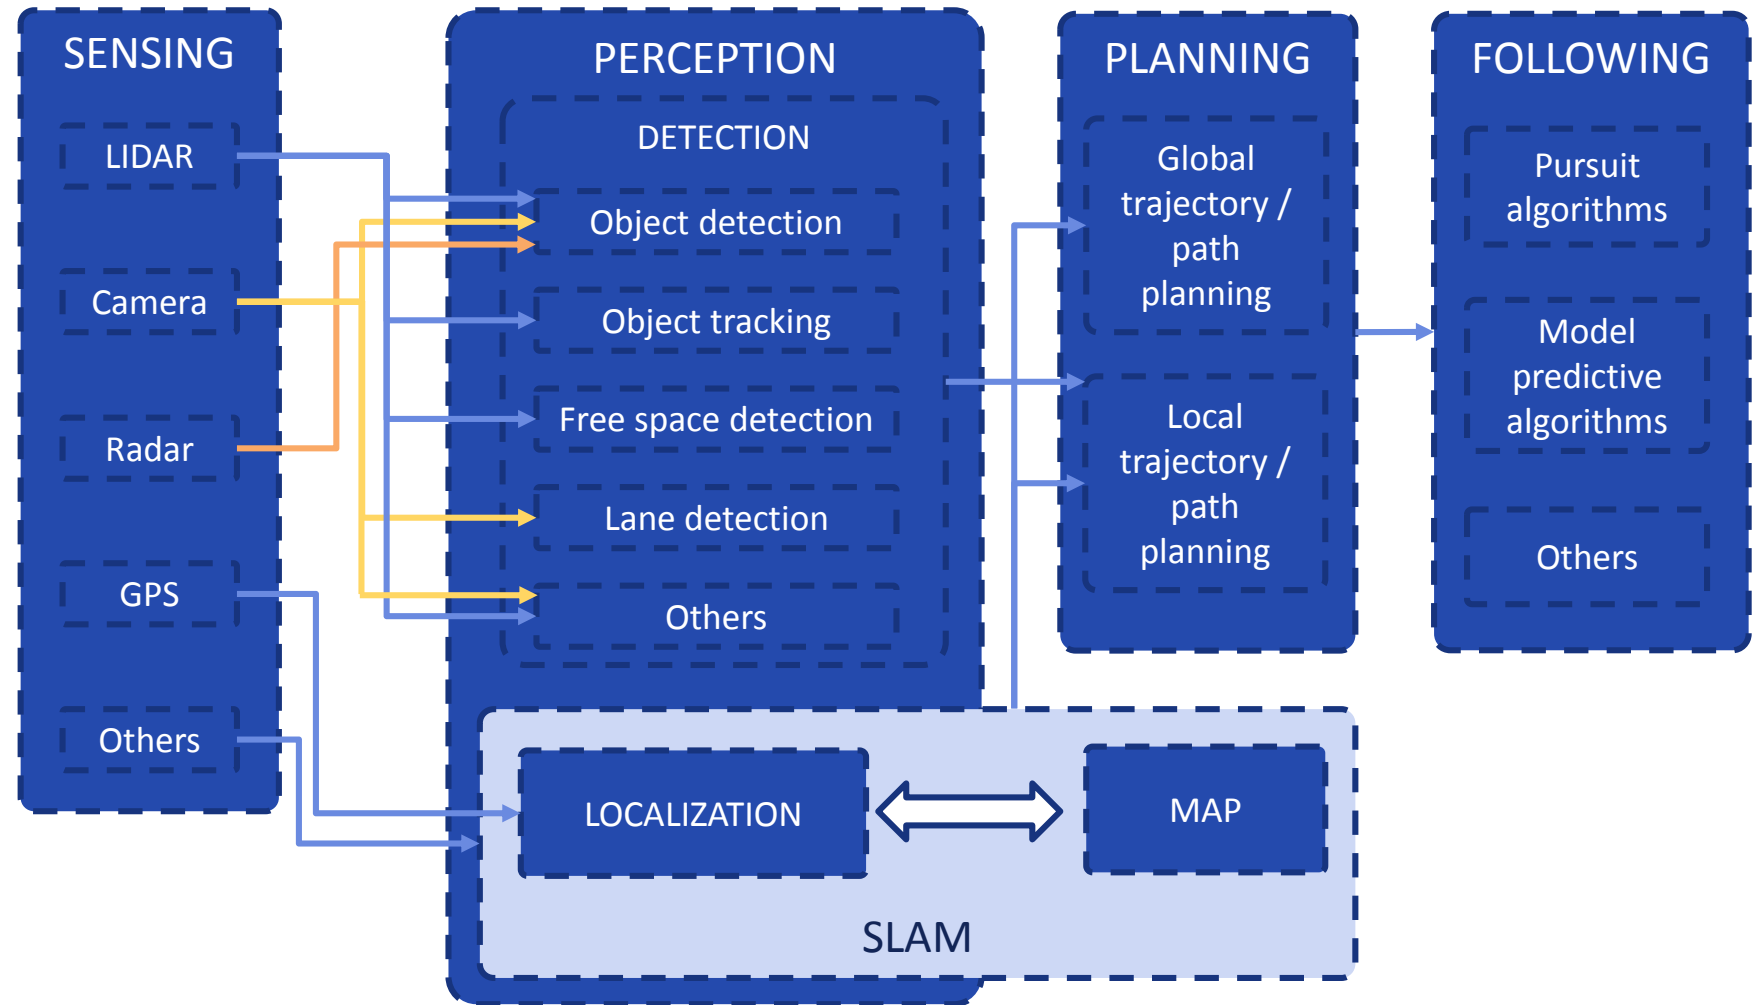 SENSING
LIDAR
Camera
Radar
GPS
Others
PERCEPTION
DETECTION
Object detection
Object tracking
Free space detection
Lane detection
Others
LOCALIZATION
MAP
SLAM
PLANNING
Global
trajectory /
path
planning
Local
trajectory /
path
planning
FOLLOWING
Pursuit
algorithms
Model
predictive
algorithms
Others